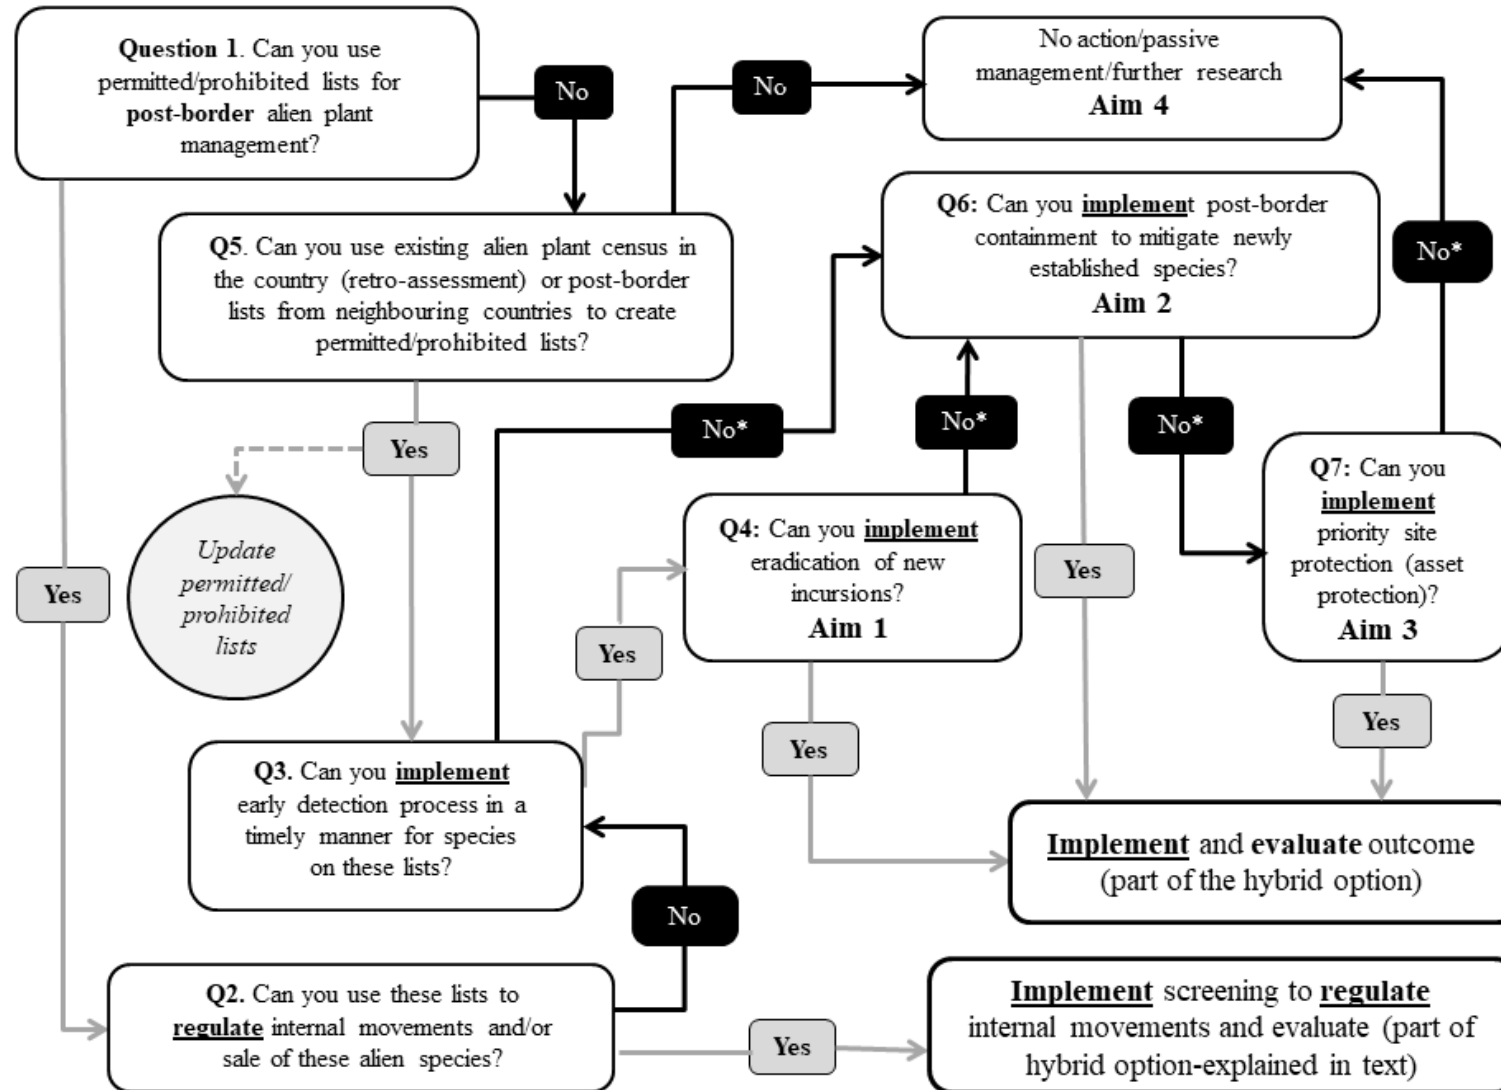 Question 1. Can you use
permitted/prohibited lists for
post-border alien plant
management?
No
No
No action/passive
management/further research
Aim 4
Q5. Can you use existing alien plant census in
the country (retro-assessment) or post-border
lists from neighbouring countries to create
permitted/prohibited lists?
Q6: Can you implement post-border
containment to mitigate newly
established species?
Aim 2
No*
Yes
No*
No*
No*
Q7: Can you
implement
priority site
protection (asset
protection)?
Aim 3
Update
permitted/
prohibited
lists
Yes
Q4: Can you implement
eradication of new
incursions?
Aim 1
Yes
Yes
Yes
Yes
Q3. Can you implement
early detection process in a
timely manner for species
on these lists?
Implement and evaluate outcome
(part of the hybrid option)
No
Q2. Can you use these lists to
regulate internal movements and/or
sale of these alien species?
Yes
Implement screening to regulate
internal movements and evaluate (part of
hybrid option-explained in text)